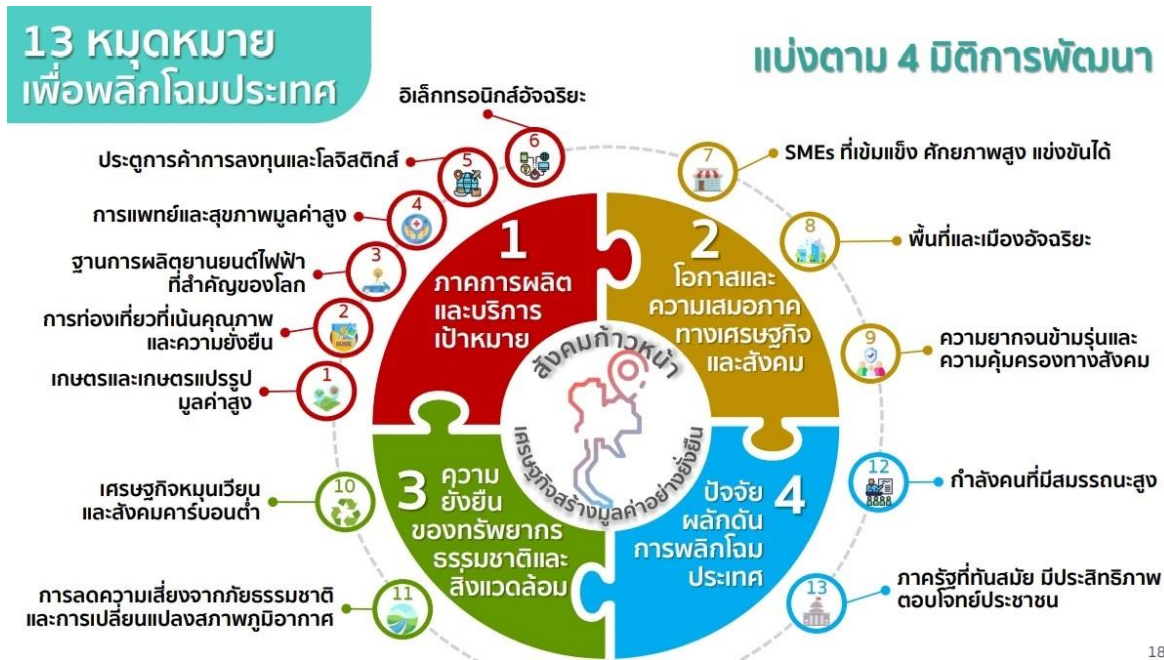 13 หมุดหมาย
เพื่อพลิกโฉมประเทศ
แบ่งตาม 4 มิติการพัฒนา
อิเล็กทรอนิกส์อัจฉริยะ
6
ประตูการค้าการลงทุนและโลจิสติกส์
5
การแพทย์และสุขภาพมูลค่าสูง
4
ฐานการผลิตยานยนต์ไฟฟ้า
ที่สำคัญของโลก
3
การท่องเที่ยวที่เน้นคุณภาพ
และความยั่งยืน
2
GUIDE
เกษตรและเกษตรแปรรูป
มูลค่าสูง
1
1
ภาคการผลิต
และบริการ
เป้าหมาย
7
SMEs ที่เข้มแข็ง ศักยภาพสูง แข่งขันได้
8
พื้นที่และเมืองอัจฉริยะ
9
ความยากจนข้ามรุ่นและ
ความคุ้มครองทางสังคม
2
โอกาสและ
ความเสมอภาค
ทางเศรษฐกิจ
และสังคม
สังคมก้าวหน้า
เศรษฐกิจสร้างมูลค่าอย่างยั่งยืน
เศรษฐกิจหมุนเวียน
และสังคมคาร์บอนต่ำ
10
การลดความเสี่ยงจากภัยธรรมชาติ
และการเปลี่ยนแปลงสภาพภูมิอากาศ
11
3
ความ
ยั่งยืน
ของทรัพยากร
ธรรมชาติและ
สิ่งแวดล้อม
4
ปัจจัย
ผลักดัน
การพลิกโฉม
ประเทศ
12
กำลังคนที่มีสมรรถนะสูง
13
ภาครัฐที่ทันสมัย มีประสิทธิภาพ
ตอบโจทย์ประชาชน
18